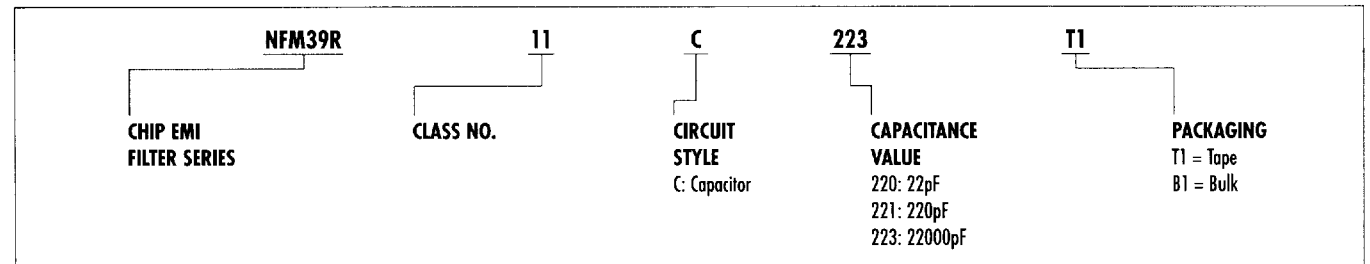 NFM39R 11 C 223 T1
CHIP EMI
FILTER SERIES
CLASS NO.
CIRCUIT
STYLE
C: Capacitor
CAPACITANCE
VALUE
220: 22pF
221: 220pF
223: 22000pF
PACKAGING
T1 = Tape
B1 = Bulk